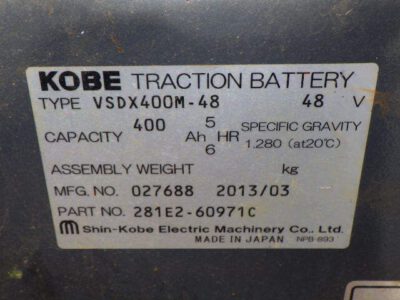 KOBE TRACTION BATTERY
TYPE VSDX400M-48 48 V
CAPACITY 400 Ah 5/6 HR SPECIFIC GRAVITY 1.280 (at20℃)
ASSEMBLY WEIGHT kg
MFG. NO. 027688 2013/03
PART NO. 281E2-60971C
Shin-Kobe Electric Machinery Co., Ltd.
MADE IN JAPAN NPB-893